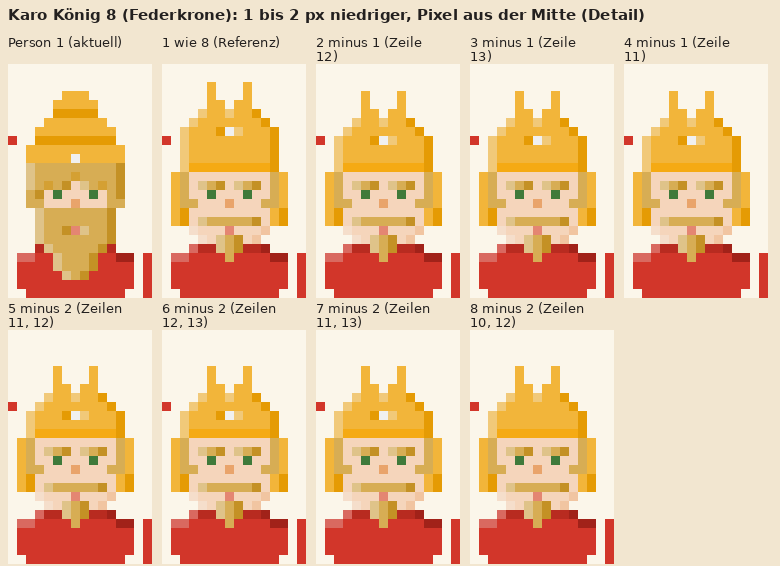 Karo König 8 (Federkrone): 1 bis 2 px niedriger, Pixel aus der Mitte (Detail)
Person 1 (aktuell)
1 wie 8 (Referenz)
2 minus 1 (Zeile
12)
3 minus 1 (Zeile
13)
4 minus 1 (Zeile
11)
5 minus 2 (Zeilen
11, 12)
6 minus 2 (Zeilen
12, 13)
7 minus 2 (Zeilen
11, 13)
8 minus 2 (Zeilen
10, 12)